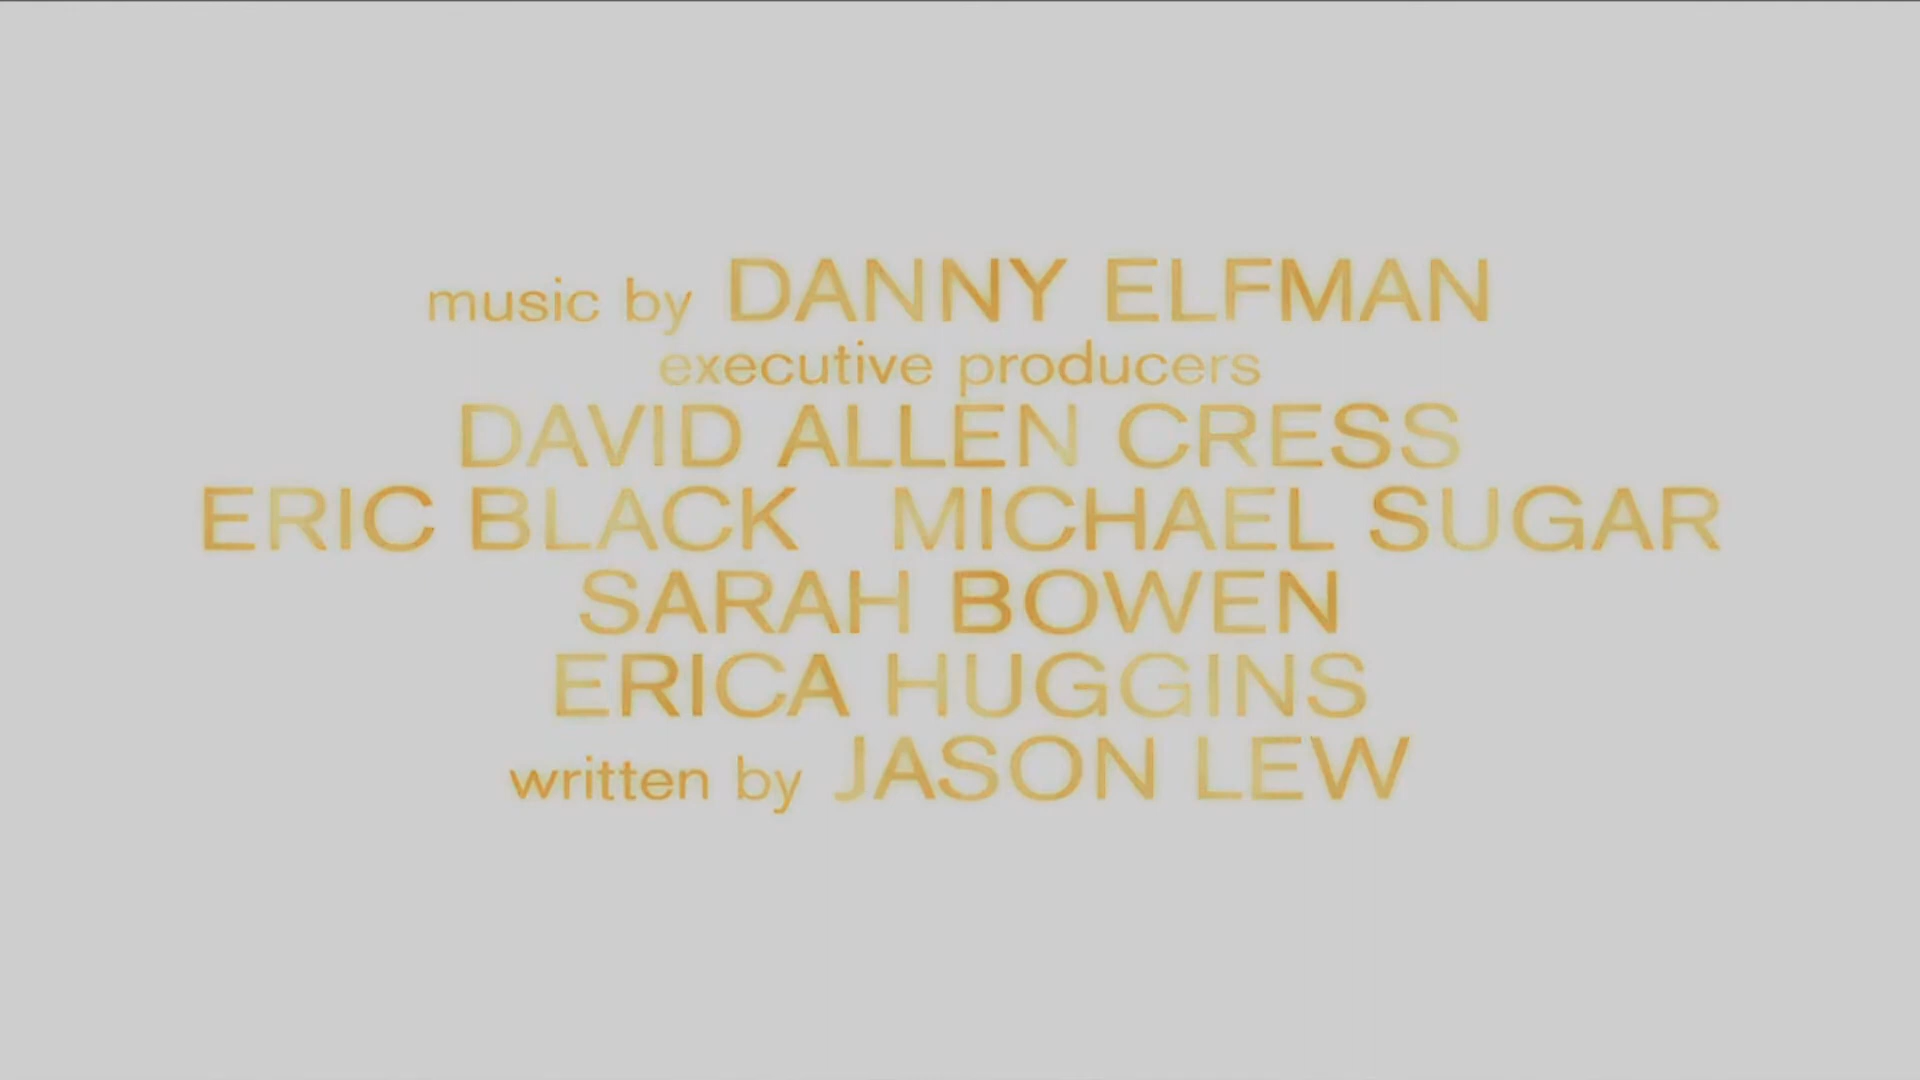 music by DANNY ELFMAN
executive producers
DAVID ALLEN CRESS
ERIC BLACK MICHAEL SUGAR
SARAH BOWEN
ERICA HUGGINS
written by JASON LEW